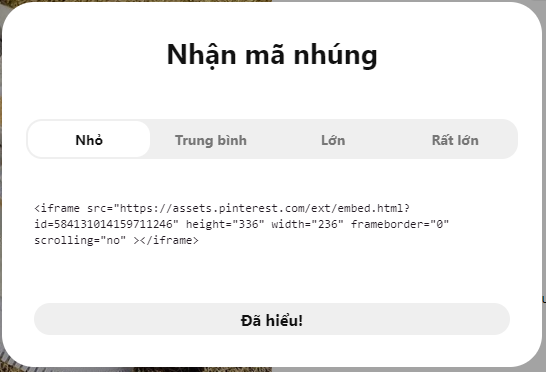 Nhận mã nhúng
Nhỏ Trung bình Lớn Rất lớn
<iframe src="https://assets.pinterest.com/ext/embed.html?
id=584131014159711246" height="336" width="236" frameborder="0"
scrolling="no" ></iframe>
Đã hiểu!